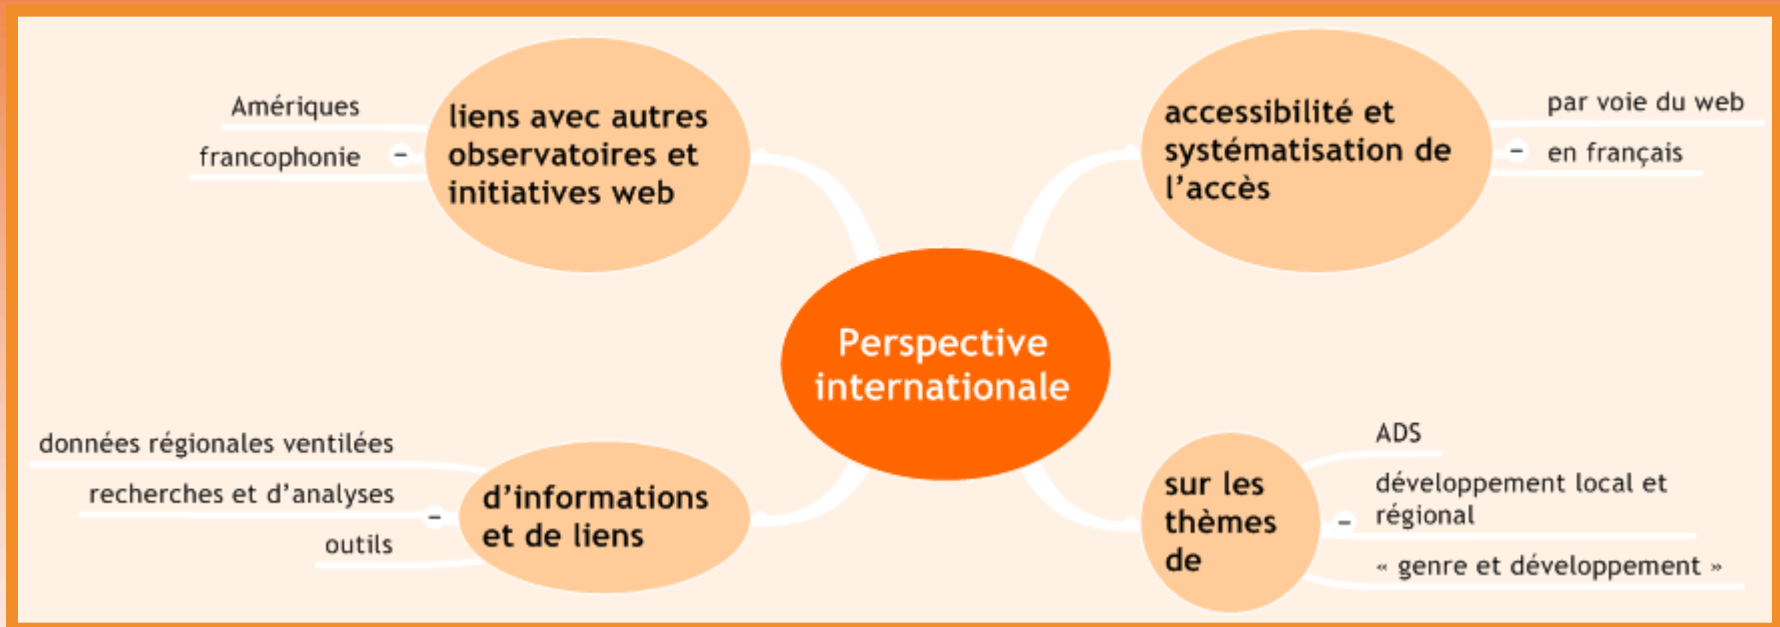 Amériques
francophonie
liens avec autres
observatoires et
initiatives web
accessibilité et
systématisation de
l’accès
par voie du web
en français
Perspective
internationale
données régionales ventilées
recherches et d’analyses
outils
d’informations
et de liens
sur les
thèmes
de
ADS
développement local et
régional
« genre et développement »